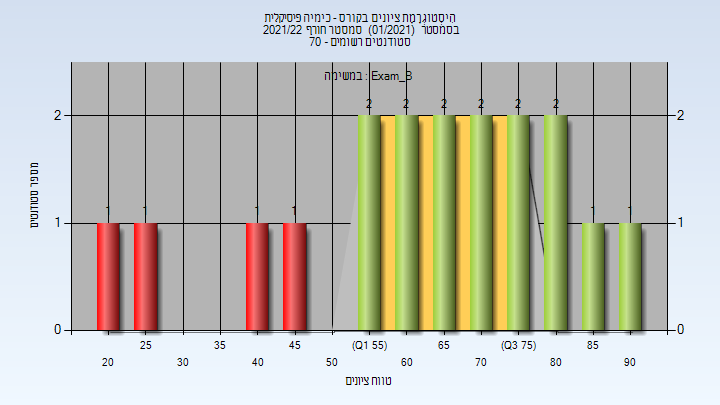 היסטוגרמת ציונים בקורס - כימיה פיסיקלית
בסמסטר (01/2021) סמסטר חורף 2021/22
סטודנטים רשומים - 70
במשימה : Exam_B
2 2 2 2 2 2
2 2
1 1 1 1 1 1
1 1
0 0
מספר סטודנטים
25 35 45 (Q1 55) 65 (Q3 75) 85
20 30 40 50 60 70 80 90
טווח ציונים